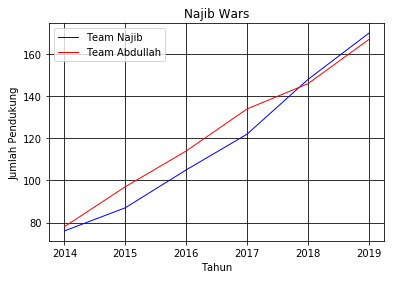 Najib Wars
Team Najib
Team Abdullah
Jumlah Pendukung
160
140
120
100
80
2014 2015 2016 2017 2018 2019
Tahun